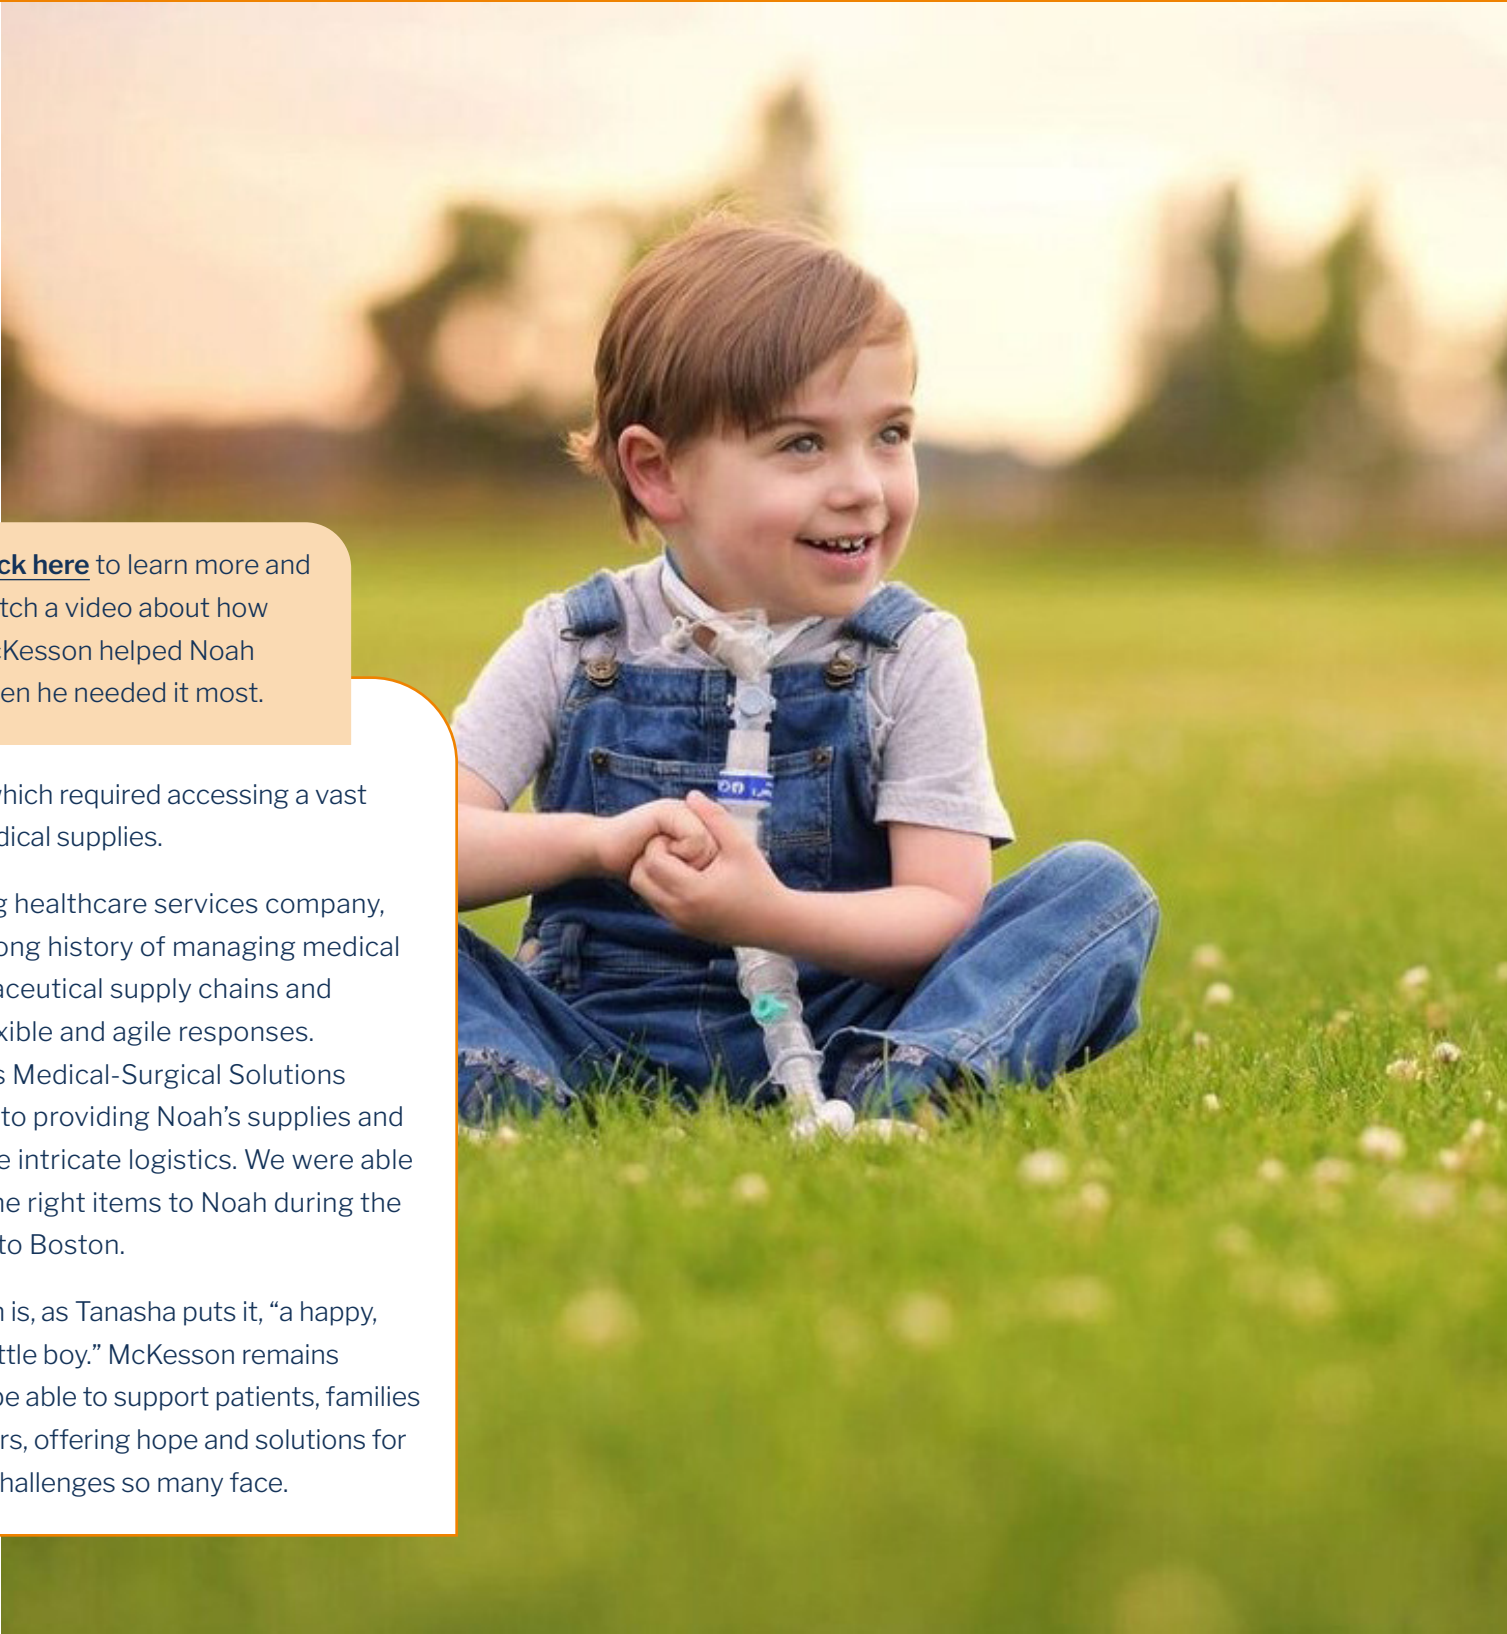 ck here to learn more and
tch a video about how
cKesson helped Noah
en he needed it most.
hich required accessing a vast
dical supplies.
g healthcare services company,
ong history of managing medical
aceutical supply chains and
xible and agile responses.
s Medical-Surgical Solutions
to providing Noah’s supplies and
e intricate logistics. We were able
he right items to Noah during the
to Boston.
n is, as Tanasha puts it, “a happy,
ttle boy.” McKesson remains
be able to support patients, families
rs, offering hope and solutions for
hallenges so many face.